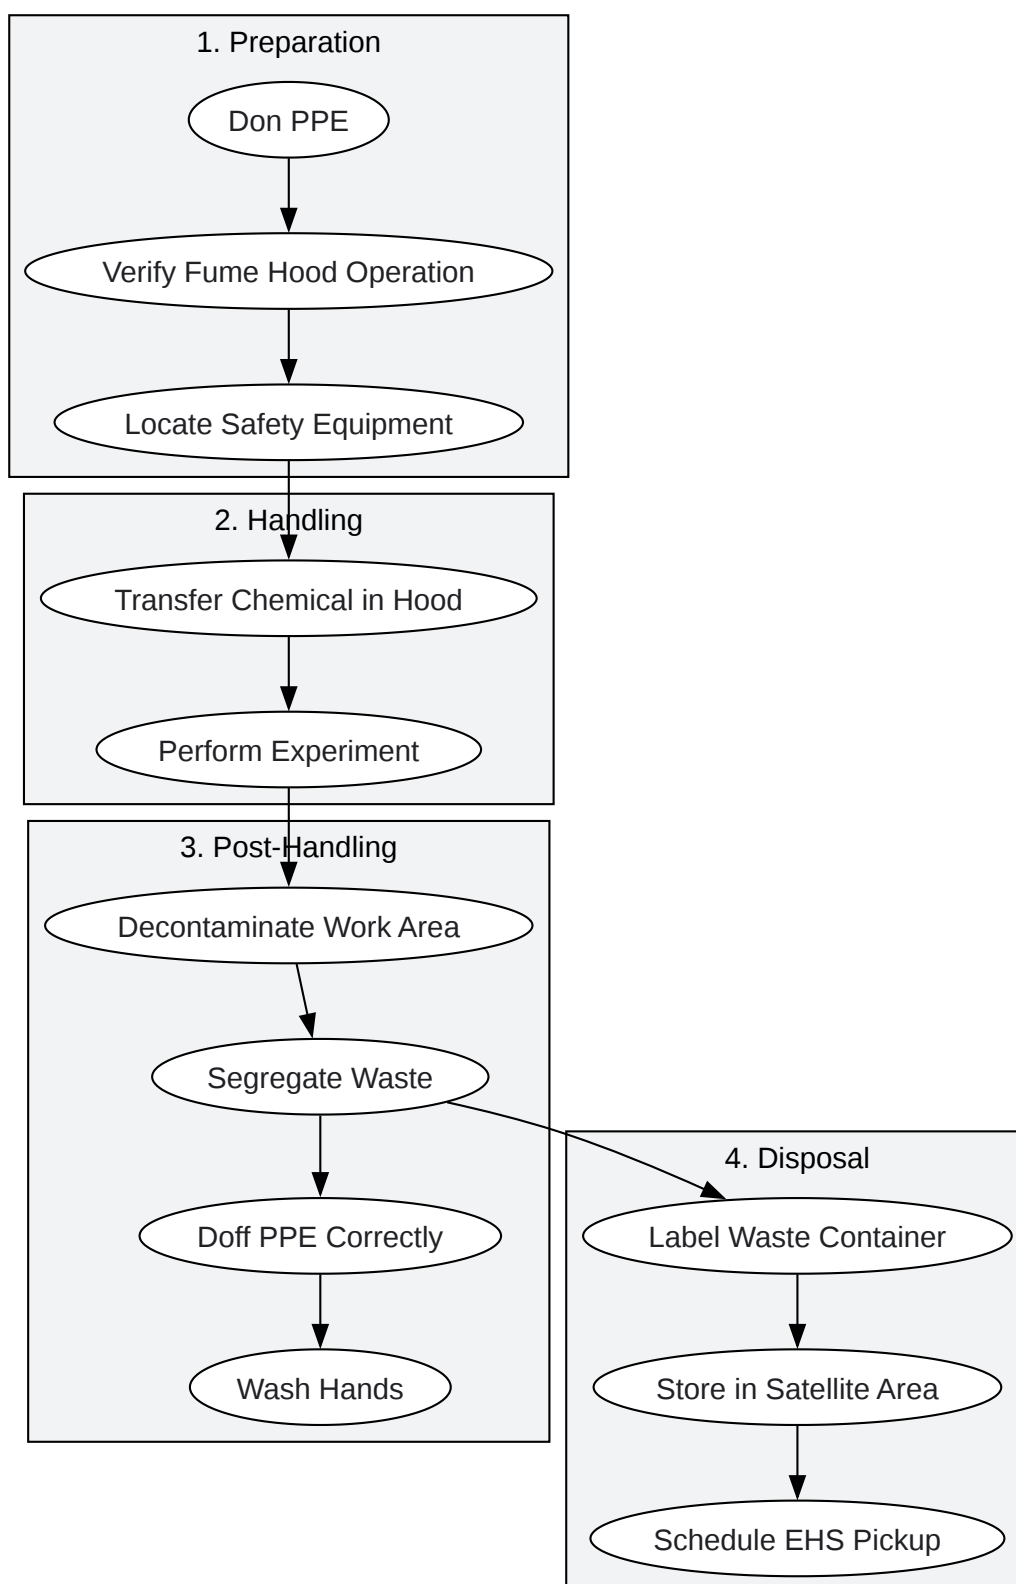 1. Preparation
Don PPE
Verify Fume Hood Operation
Locate Safety Equipment
2. Handling
Transfer Chemical in Hood
Perform Experiment
3. Post-Handling
Decontaminate Work Area
Segregate Waste
Doff PPE Correctly
Wash Hands
4. Disposal
Label Waste Container
Store in Satellite Area
Schedule EHS Pickup